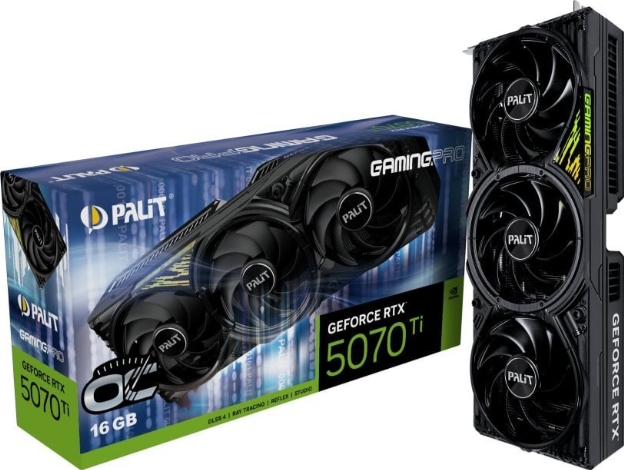 GAMINGPRO
PALiT
GEFORCE RTX
5070 Ti
OC
16 GB
DLSS 4 | RAY TRACING | REFLEX | STUDIO
PALiT
GAMINGPRO
GEFORCE RTX
5070 Ti
PALiT
PALiT
PALiT
PALiT
PALiT
PALiT
GAMINGPRO
GEFORCE RTX